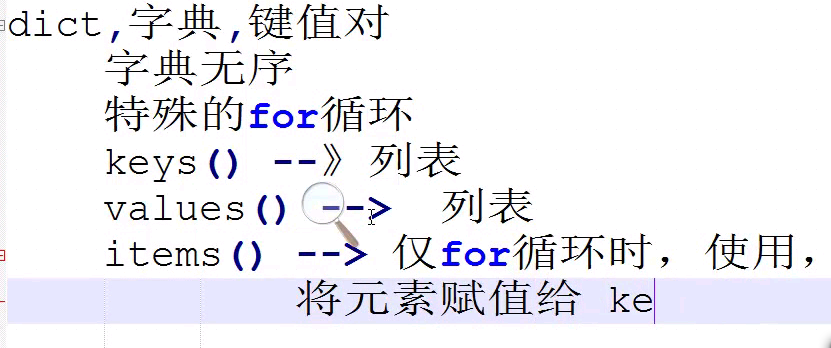 dict,字典,键值对
字典无序
特殊的for循环
keys() --》列表
values() --> 列表
items() --> 仅for循环时，使用，
将元素赋值给 ke